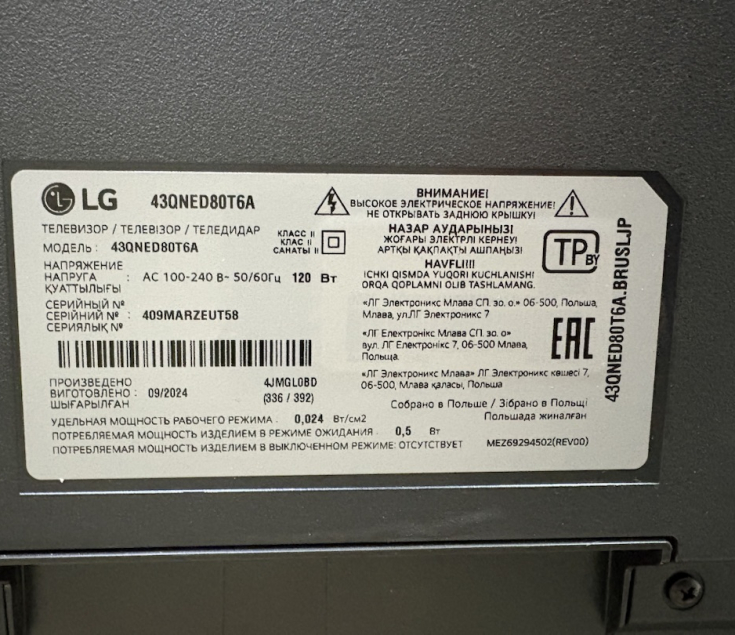 LG 43QNED80T6A
ТЕЛЕВИЗОР / ТЕЛЕВІЗОР / ТЕЛЕДИДАР
МОДЕЛЬ : 43QNED80T6A
КЛАСС II
КЛАС II
САНАТЫ II
НАПРЯЖЕНИЕ
НАПРУГА : AC 100-240 В~ 50/60Гц 120 Вт
ҚУАТТЫЛЫҒЫ
СЕРИЙНЫЙ №
СЕРІЙНИЙ № : 409MARZEUT58
СЕРИЯЛЫК №
ПРОИЗВЕДЕНО
ВИГОТОВЛЕНО : 09/2024
ШЫҒАРЫЛҒАН
4JMGL0BD
(336 / 392)
УДЕЛЬНАЯ МОЩНОСТЬ РАБОЧЕГО РЕЖИМА : 0,024 Вт/см2
ПОТРЕБЛЯЕМАЯ МОЩНОСТЬ ИЗДЕЛИЕМ В РЕЖИМЕ ОЖИДАНИЯ : 0,5 Вт
ПОТРЕБЛЯЕМАЯ МОЩНОСТЬ ИЗДЕЛИЕМ В ВЫКЛЮЧЕННОМ РЕЖИМЕ: ОТСУТСТВУЕТ
ВНИМАНИЕ!
ВЫСОКОЕ ЭЛЕКТРИЧЕСКОЕ НАПРЯЖЕНИЕ!
НЕ ОТКРЫВАТЬ ЗАДНЮЮ КРЫШКУ!
НАЗАР АУДАРЫҢЫЗ!
ЖОҒАРЫ ЭЛЕКТРЛІ КЕРНЕУ!
АРТҚЫ ҚАҚПАҚТЫ АШПАҢЫЗ!
HAVFLI!!!
ICHKI QISMDA YUQORI KUCHLANISH!
ORQA QOPLAMNI OLIB TASHLAMANG.
TP BY
«ЛГ Электроникс Млава СП. зо. о.» 06-500, Польша,
Млава, ул.ЛГ Электроникс 7
«ЛГ Електронікс Млава СП. зо. о»
вул. ЛГ Електронікс 7, 06-500 Млава,
Польща.
«ЛГ Электроникс Млава» ЛГ Электроникс көшесі 7,
06-500, Млава қаласы, Польша
EAC
Собрано в Польше / Зібрано в Польщі
Польшада жиналған
MEZ69294502(REV00)
43QNED80T6A.BRUSLJP